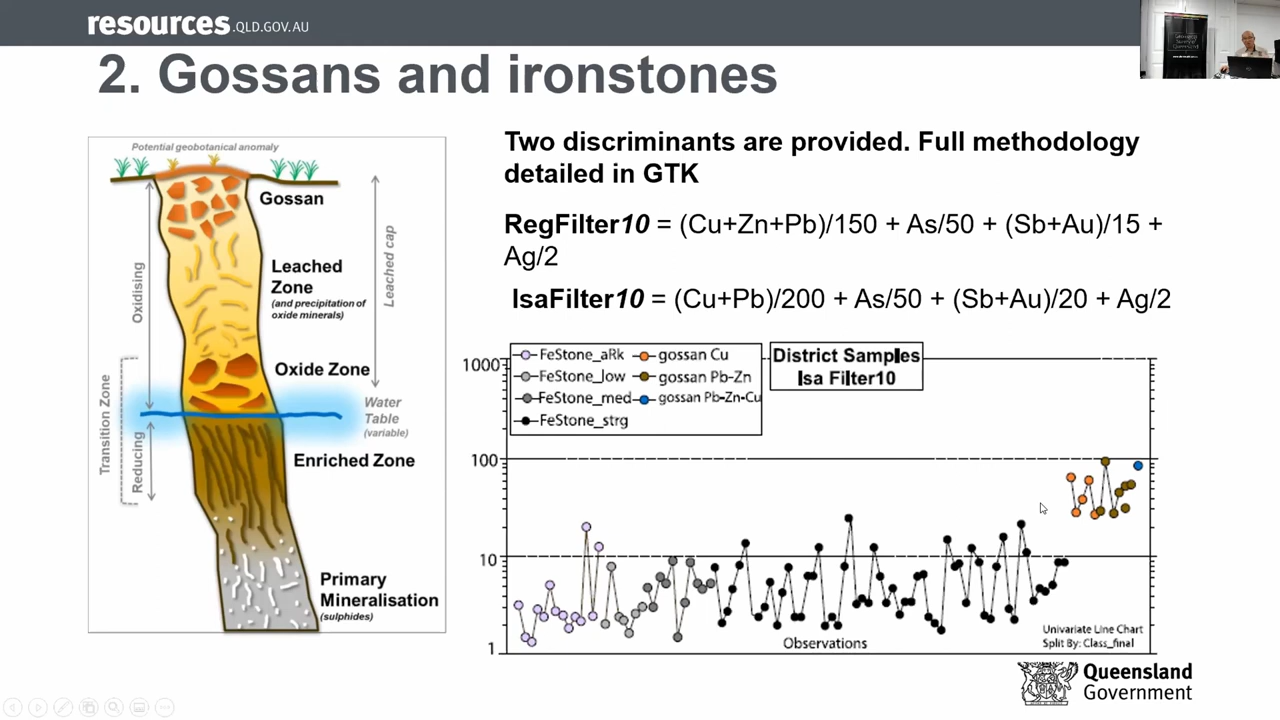 resources.QLD.GOV.AU
2. Gossans and ironstones
Potential geobotanical anomaly
Gossan
Leached
Zone
(and precipitation of
oxide minerals)
Oxide Zone
Water
Table
(variable)
Enriched Zone
Primary
Mineralisation
(sulphides)
Oxidising
Leached cap
Transition Zone
Reducing
Two discriminants are provided. Full methodology
detailed in GTK
RegFilter10 = (Cu+Zn+Pb)/150 + As/50 + (Sb+Au)/15 +
Ag/2
IsaFilter10 = (Cu+Pb)/200 + As/50 + (Sb+Au)/20 + Ag/2
FeStone_aRk
gossan Cu
FeStone_low
gossan Pb-Zn
FeStone_med
gossan Pb-Zn-Cu
FeStone_strg
District Samples
Isa Filter10
1000
100
10
1
Observations
Univariate Line Chart
Split By: Class_final
Queensland
Government